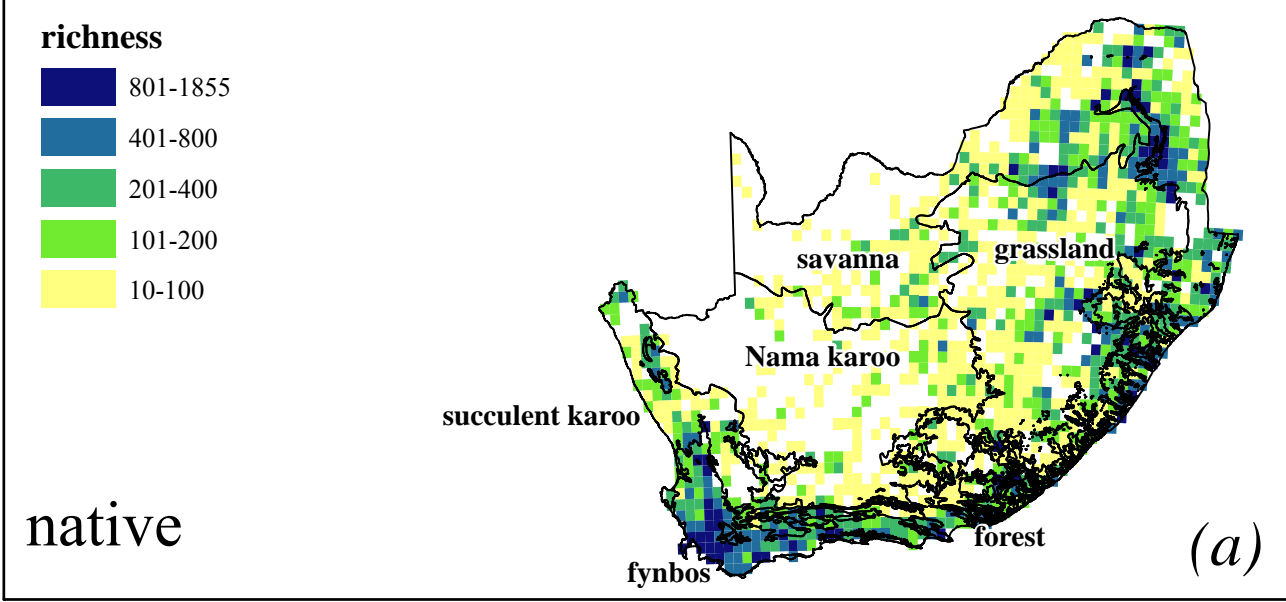 richness
801-1855
401-800
201-400
101-200
10-100
savanna
grassland
Nama karoo
succulent karoo
native
forest
fynbos
(a)